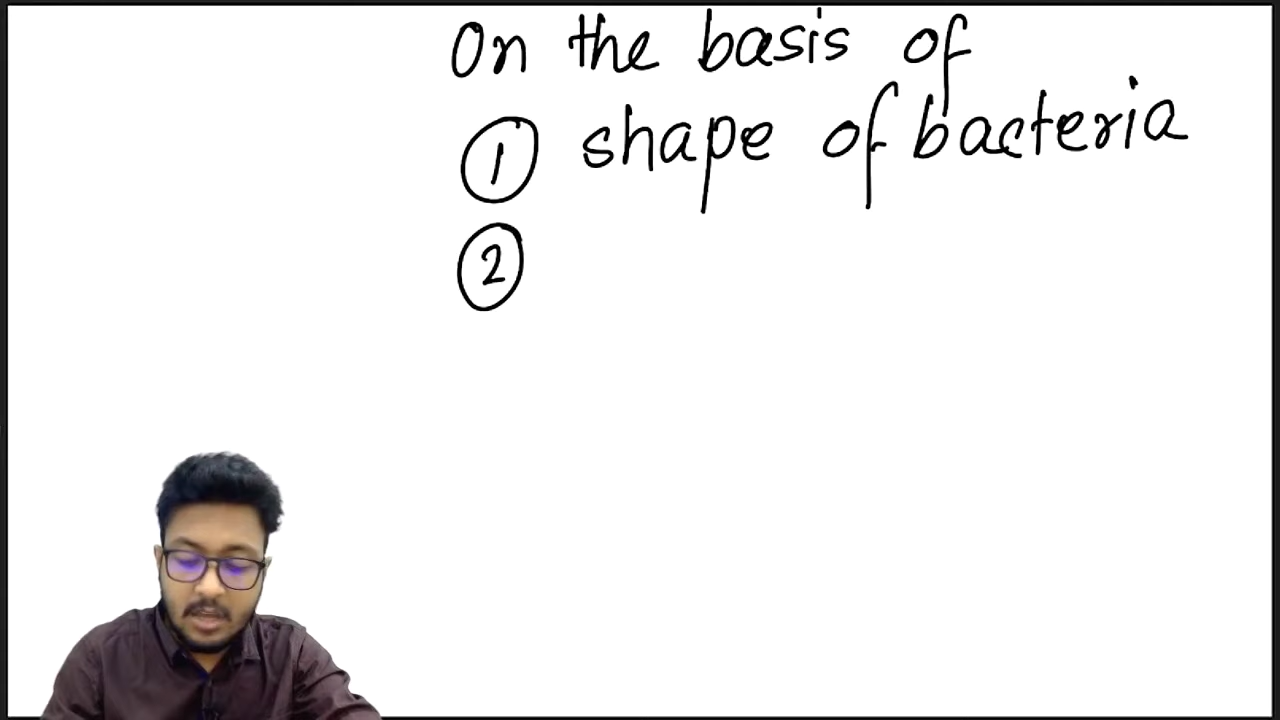 On the basis of
① shape of bacteria
②